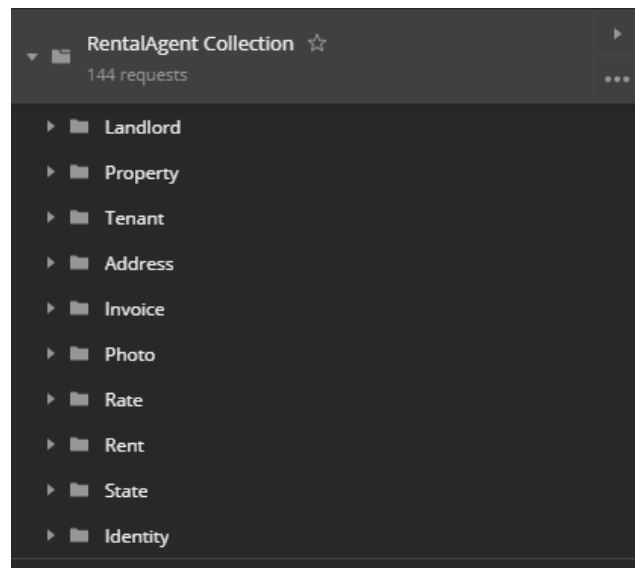 RentalAgent Collection
144 requests
Landlord
Property
Tenant
Address
Invoice
Photo
Rate
Rent
State
Identity